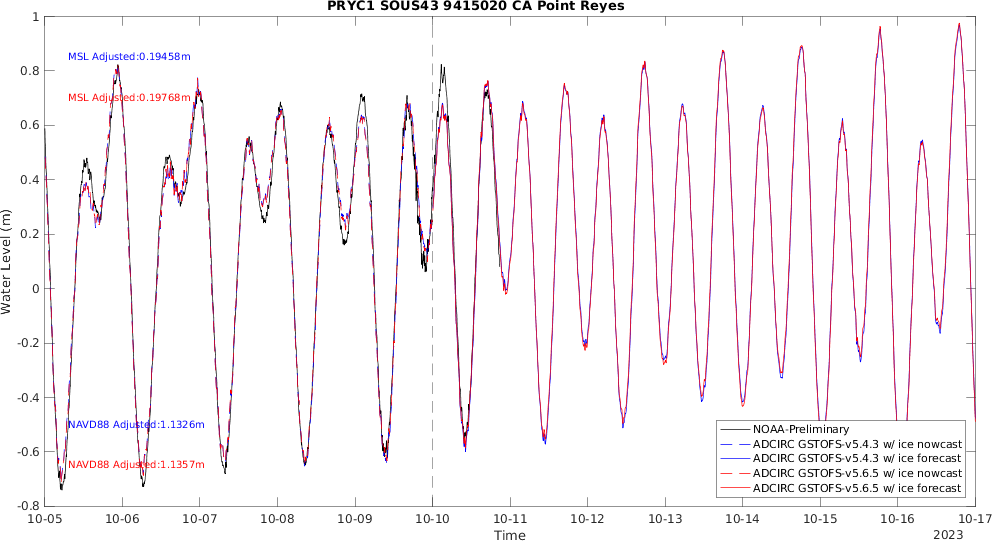 PRYC1 SOUS43 9415020 CA Point Reyes
1
0.8
0.6
0.4
0.2
0
-0.2
-0.4
-0.6
-0.8
Water Level (m)
MSL Adjusted:0.19458m
MSL Adjusted:0.19768m
NAVD88 Adjusted:1.1326m
NAVD88 Adjusted:1.1357m
NOAA-Preliminary
ADCIRC GSTOFS-v5.4.3 w/ ice nowcast
ADCIRC GSTOFS-v5.4.3 w/ ice forecast
ADCIRC GSTOFS-v5.6.5 w/ ice nowcast
ADCIRC GSTOFS-v5.6.5 w/ ice forecast
10-05 10-06 10-07 10-08 10-09 10-10 10-11 10-12 10-13 10-14 10-15 10-16 10-17
Time
2023